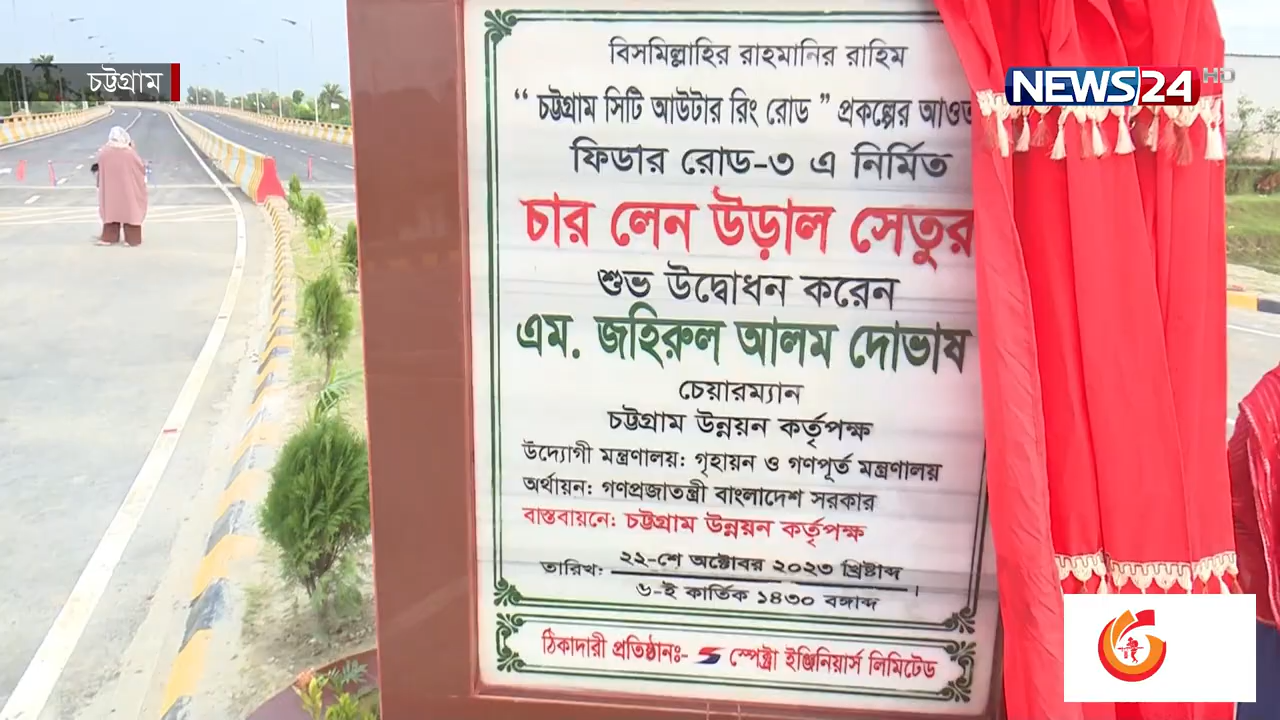 চট্টগ্রাম
NEWS24 HD
বিসমিল্লাহির রাহমানির রাহিম
“ চট্টগ্রাম সিটি আউটার রিং রোড ” প্রকল্পের
ফিডার রোড-৩ এ নির্মিত
চার লেন উড়াল সেতুর
শুভ উদ্বোধন করেন
এম. জহিরুল আলম দোভাষ
চেয়ারম্যান
চট্টগ্রাম উন্নয়ন কর্তৃপক্ষ
উদ্যোগী মন্ত্রণালয়: গৃহায়ন ও গণপূর্ত মন্ত্রণালয়
অর্থায়ন: গণপ্রজাতন্ত্রী বাংলাদেশ সরকার
বাস্তবায়নে: চট্টগ্রাম উন্নয়ন কর্তৃপক্ষ
তারিখ: ২২-শে অক্টোবর ২০২৩ খ্রিষ্টাব্দ
৬-ই কার্তিক ১৪৩০ বঙ্গাব্দ।
ঠিকাদারী প্রতিষ্ঠানঃ- স্পেক্ট্রা ইঞ্জিনিয়ার্স লিমিটেড